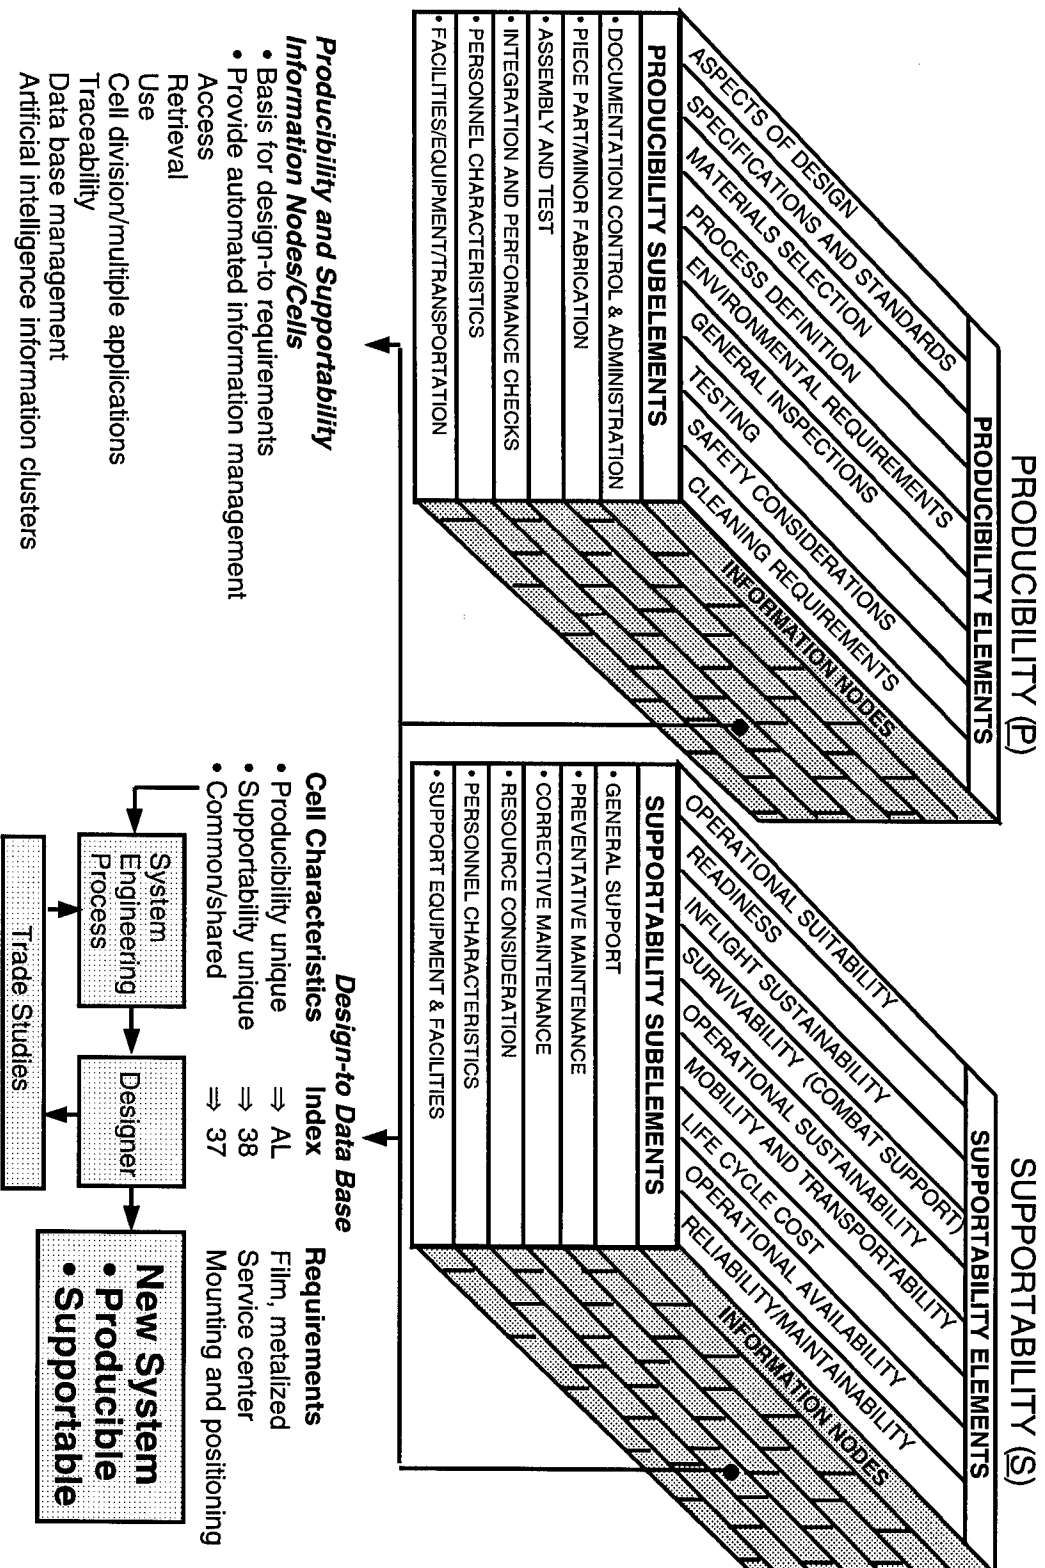 PRODUCIBILITY (P)
PRODUCIBILITY ELEMENTS
ASPECTS OF DESIGN
SPECIFICATIONS AND STANDARDS
MATERIALS SELECTION
PROCESS DEFINITION
ENVIRONMENTAL REQUIREMENTS
GENERAL INSPECTIONS
TESTING
SAFETY CONSIDERATIONS
CLEANING REQUIREMENTS
INFORMATION NODES
PRODUCIBILITY SUBELEMENTS
• DOCUMENTATION CONTROL & ADMINISTRATION
• PIECE PART/MINOR FABRICATION
• ASSEMBLY AND TEST
• INTEGRATION AND PERFORMANCE CHECKS
• PERSONNEL CHARACTERISTICS
• FACILITIES/EQUIPMENT/TRANSPORTATION
SUPPORTABILITY (S)
SUPPORTABILITY ELEMENTS
OPERATIONAL SUITABILITY
READINESS
INFLIGHT SUSTAINABILITY
SURVIVABILITY (COMBAT SUPPORT)
OPERATIONAL SUSTAINABILITY
MOBILITY AND TRANSPORTABILITY
LIFE CYCLE COST
OPERATIONAL AVAILABILITY
RELIABILITY/MAINTAINABILITY
INFORMATION NODES
SUPPORTABILITY SUBELEMENTS
• GENERAL SUPPORT
• PREVENTATIVE MAINTENANCE
• CORRECTIVE MAINTENANCE
• RESOURCE CONSIDERATION
• PERSONNEL CHARACTERISTICS
• SUPPORT EQUIPMENT & FACILITIES
Producibility and Supportability
Information Nodes/Cells
• Basis for design-to requirements
• Provide automated information management
Access
Retrieval
Use
Cell division/multiple applications
Traceability
Data base management
Artificial intelligence information clusters
Design-to Data Base
Cell Characteristics Index Requirements
• Producibility unique ⇒ AL Film, metalized
• Supportability unique ⇒ 38 Service center
• Common/shared ⇒ 37 Mounting and positioning
System
Engineering
Process
Designer
New System
• Producible
• Supportable
Trade Studies